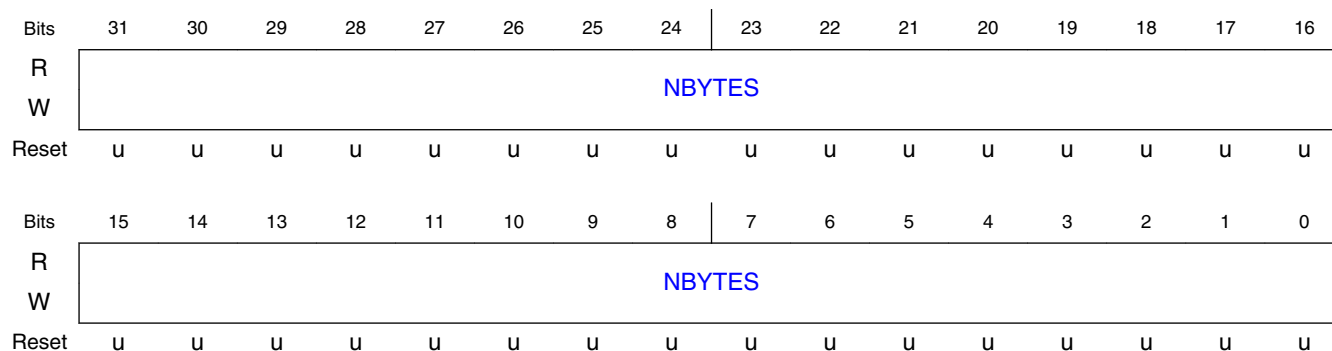 Bits 31 30 29 28 27 26 25 24 23 22 21 20 19 18 17 16
R
NBYTES
W
Reset u u u u u u u u u u u u u u u u
Bits 15 14 13 12 11 10 9 8 7 6 5 4 3 2 1 0
R
NBYTES
W
Reset u u u u u u u u u u u u u u u u